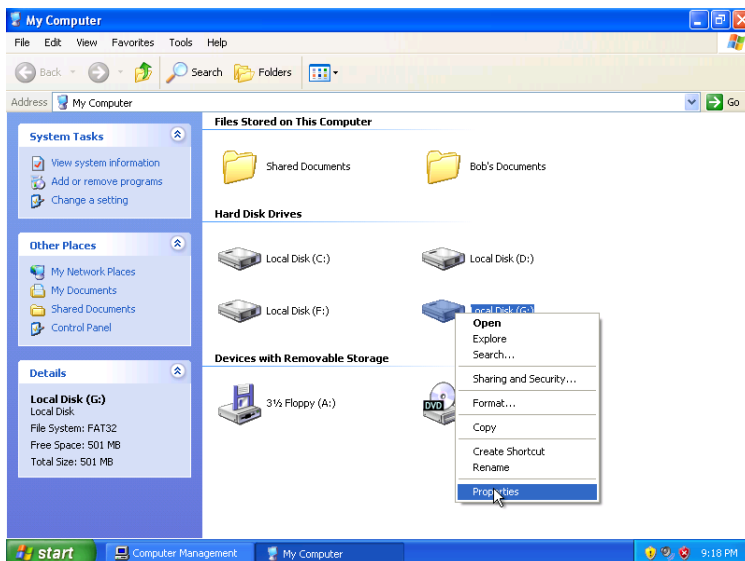 My Computer
File Edit View Favorites Tools Help
Back Search Folders
Address My Computer Go
System Tasks
View system information
Add or remove programs
Change a setting
Other Places
My Network Places
My Documents
Shared Documents
Control Panel
Details
Local Disk (G:)
Local Disk
File System: FAT32
Free Space: 501 MB
Total Size: 501 MB
Files Stored on This Computer
Shared Documents Bob's Documents
Hard Disk Drives
Local Disk (C:) Local Disk (D:)
Local Disk (F:) Local Disk (G:)
Devices with Removable Storage
3½ Floppy (A:)
DVD
Open
Explore
Search...
Sharing and Security...
Format...
Copy
Create Shortcut
Rename
Properties
start Computer Management My Computer 9:18 PM